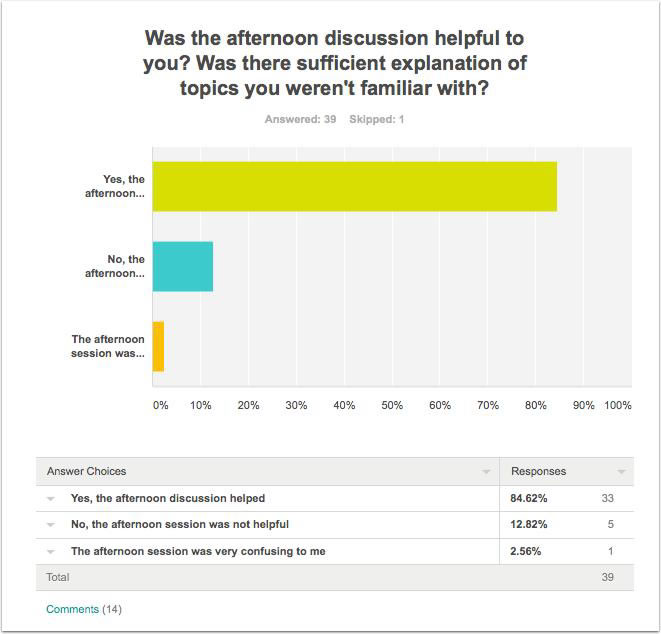 Was the afternoon discussion helpful to
you? Was there sufficient explanation of
topics you weren't familiar with?
Answered: 39 Skipped: 1
Yes, the
afternoon...
No, the
afternoon...
The afternoon
session was...
0% 10% 20% 30% 40% 50% 60% 70% 80% 90% 100%
Answer Choices Responses
Yes, the afternoon discussion helped 84.62% 33
No, the afternoon session was not helpful 12.82% 5
The afternoon session was very confusing to me 2.56% 1
Total 39
Comments (14)